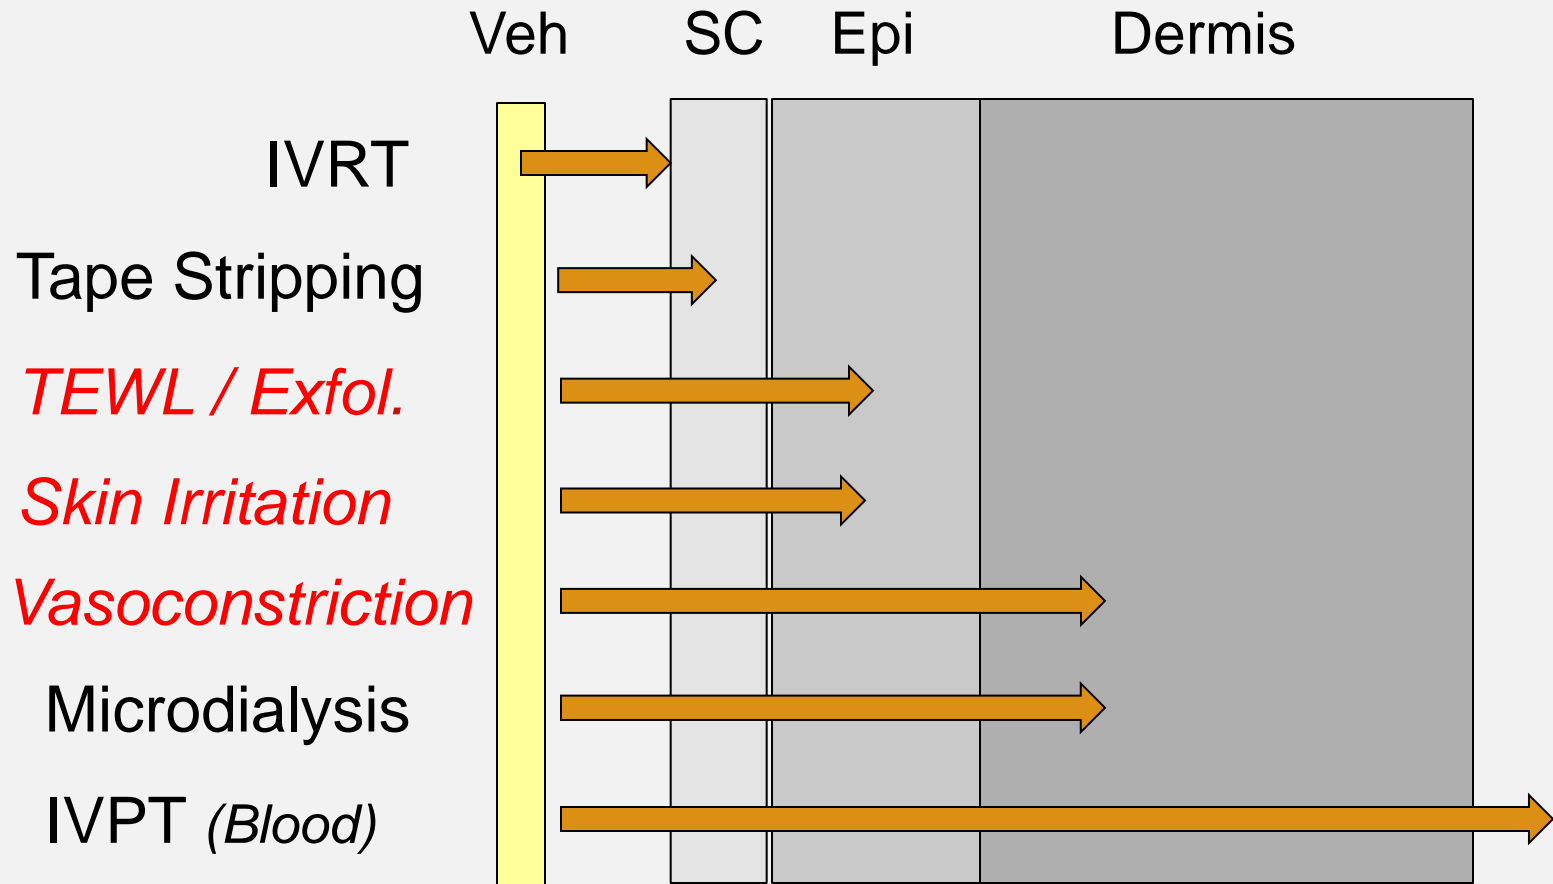 Veh SC Epi Dermis
IVRT
Tape Stripping
TEWL / Exfol.
Skin Irritation
Vasoconstriction
Microdialysis
IVPT (Blood)